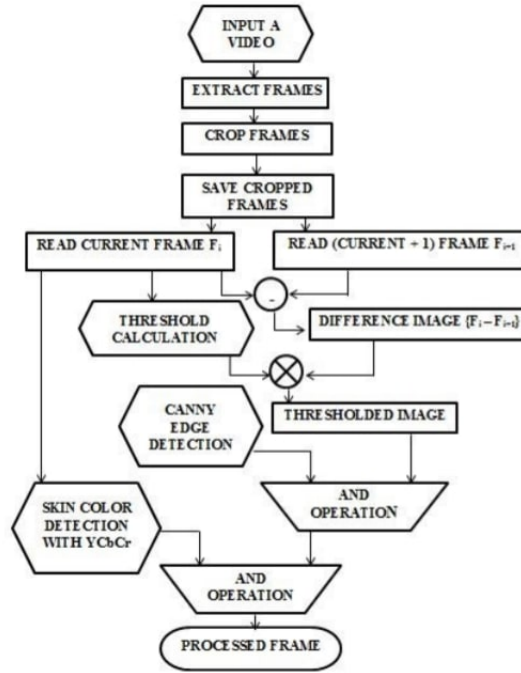 INPUT A
VIDEO
EXTRACT FRAMES
CROP FRAMES
SAVE CROPPED
FRAMES
READ CURRENT FRAME Fᵢ
READ (CURRENT + 1) FRAME Fᵢ₊₁
-
THRESHOLD
CALCULATION
DIFFERENCE IMAGE {Fᵢ – Fᵢ₊₁}
CANNY
EDGE
DETECTION
THRESHOLDED IMAGE
SKIN COLOR
DETECTION
WITH YCbCr
AND
OPERATION
AND
OPERATION
PROCESSED FRAME